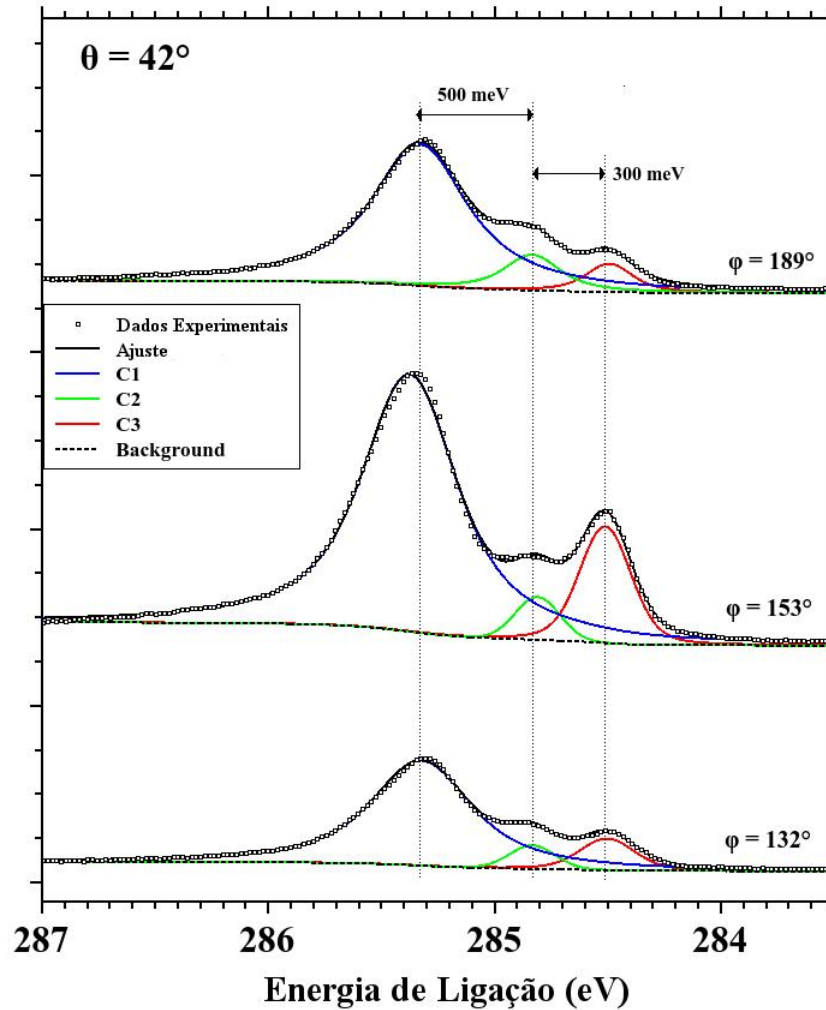 θ = 42°
500 meV
300 meV
φ = 189°
Dados Experimentais
Ajuste
C1
C2
C3
Background
φ = 153°
φ = 132°
287 286 285 284
Energia de Ligação (eV)